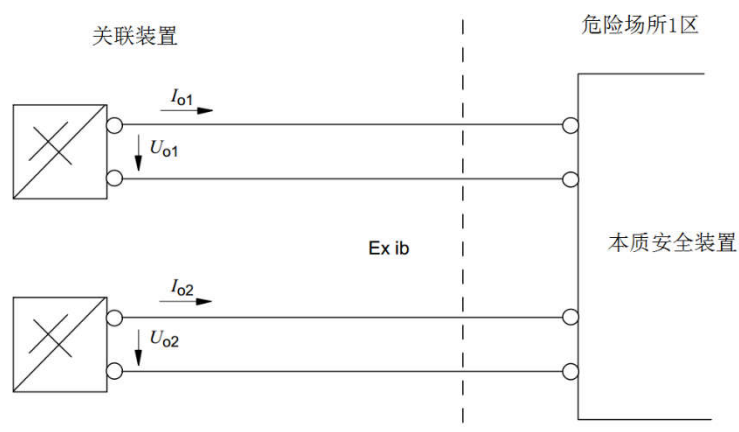 关联装置
危险场所1区
Io1
Uo1
Ex ib
本质安全装置
Io2
Uo2